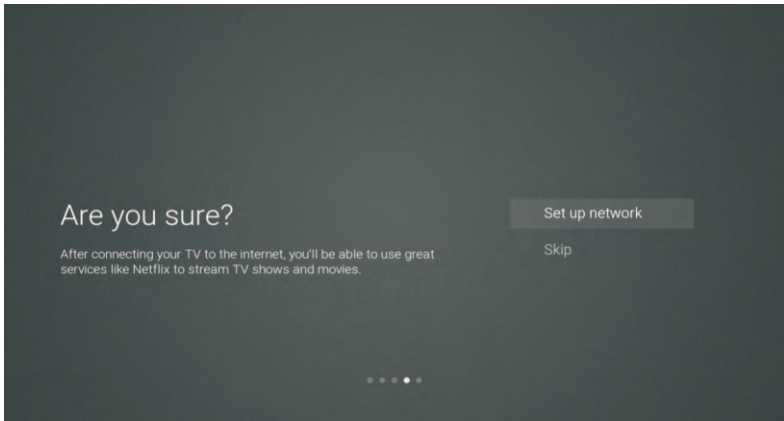 Are you sure?
After connecting your TV to the internet, you'll be able to use great
services like Netflix to stream TV shows and movies.
Set up network
Skip